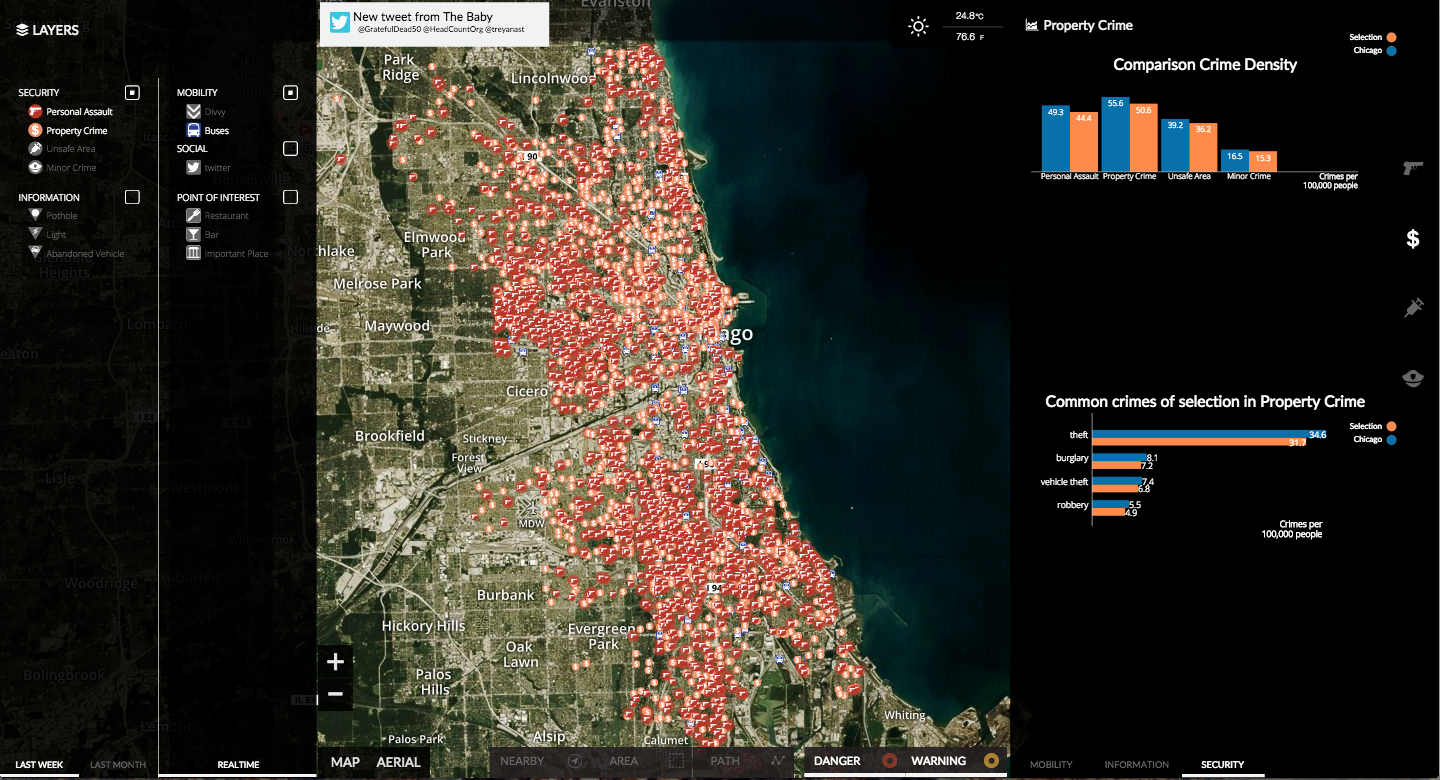 LAYERS
SECURITY
Personal Assault
Property Crime
Unsafe Area
Minor Crime
INFORMATION
Pothole
Light
Abandoned Vehicle
MOBILITY
Divvy
Buses
SOCIAL
twitter
POINT OF INTEREST
Restaurant
Bar
Important Place
Heights
Lombard
eaton
Lisle
Westmont
Willowbrook
Woodridge
Darien
Bolingbrook
Lemont
LAST WEEK
LAST MONTH
REALTIME
New tweet from The Baby
@GratefulDead50 @HeadCountOrg @treyanast
Evanston
24.8°C
76.6 F
Park
Ridge
Lincolnwood
90
Elmwood
Park
Northlake
Melrose Park
Maywood
Hillside
ago
Cicero
Brookfield
Stickney
Forest
View
MDW
94
Burbank
Hickory Hills
Evergreen
Park
Oak
Lawn
Palos
Hills
Whiting
Palos Park
Alsip
Calumet
+
−
MAP
AERIAL
NEARBY
AREA
PATH
DANGER
WARNING
Property Crime
Selection
Chicago
Comparison Crime Density
49.3
44.4
55.6
50.6
39.2
36.2
16.5
15.3
Personal Assault
Property Crime
Unsafe Area
Minor Crime
Crimes per
100,000 people
$
Common crimes of selection in Property Crime
Selection
Chicago
theft
34.6
31.7
burglary
8.1
7.2
vehicle theft
7.4
6.8
robbery
5.5
4.9
Crimes per
100,000 people
MOBILITY
INFORMATION
SECURITY